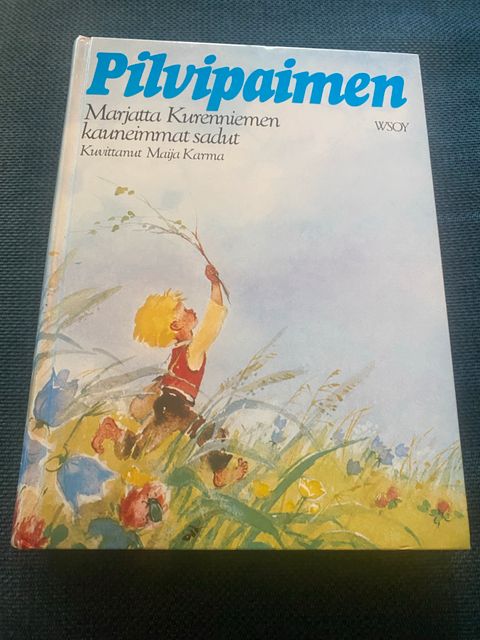 Pilvipaimen
Marjatta Kurenniemen
kauneimmat sadut
Kuvittanut Maija Karma
WSOY